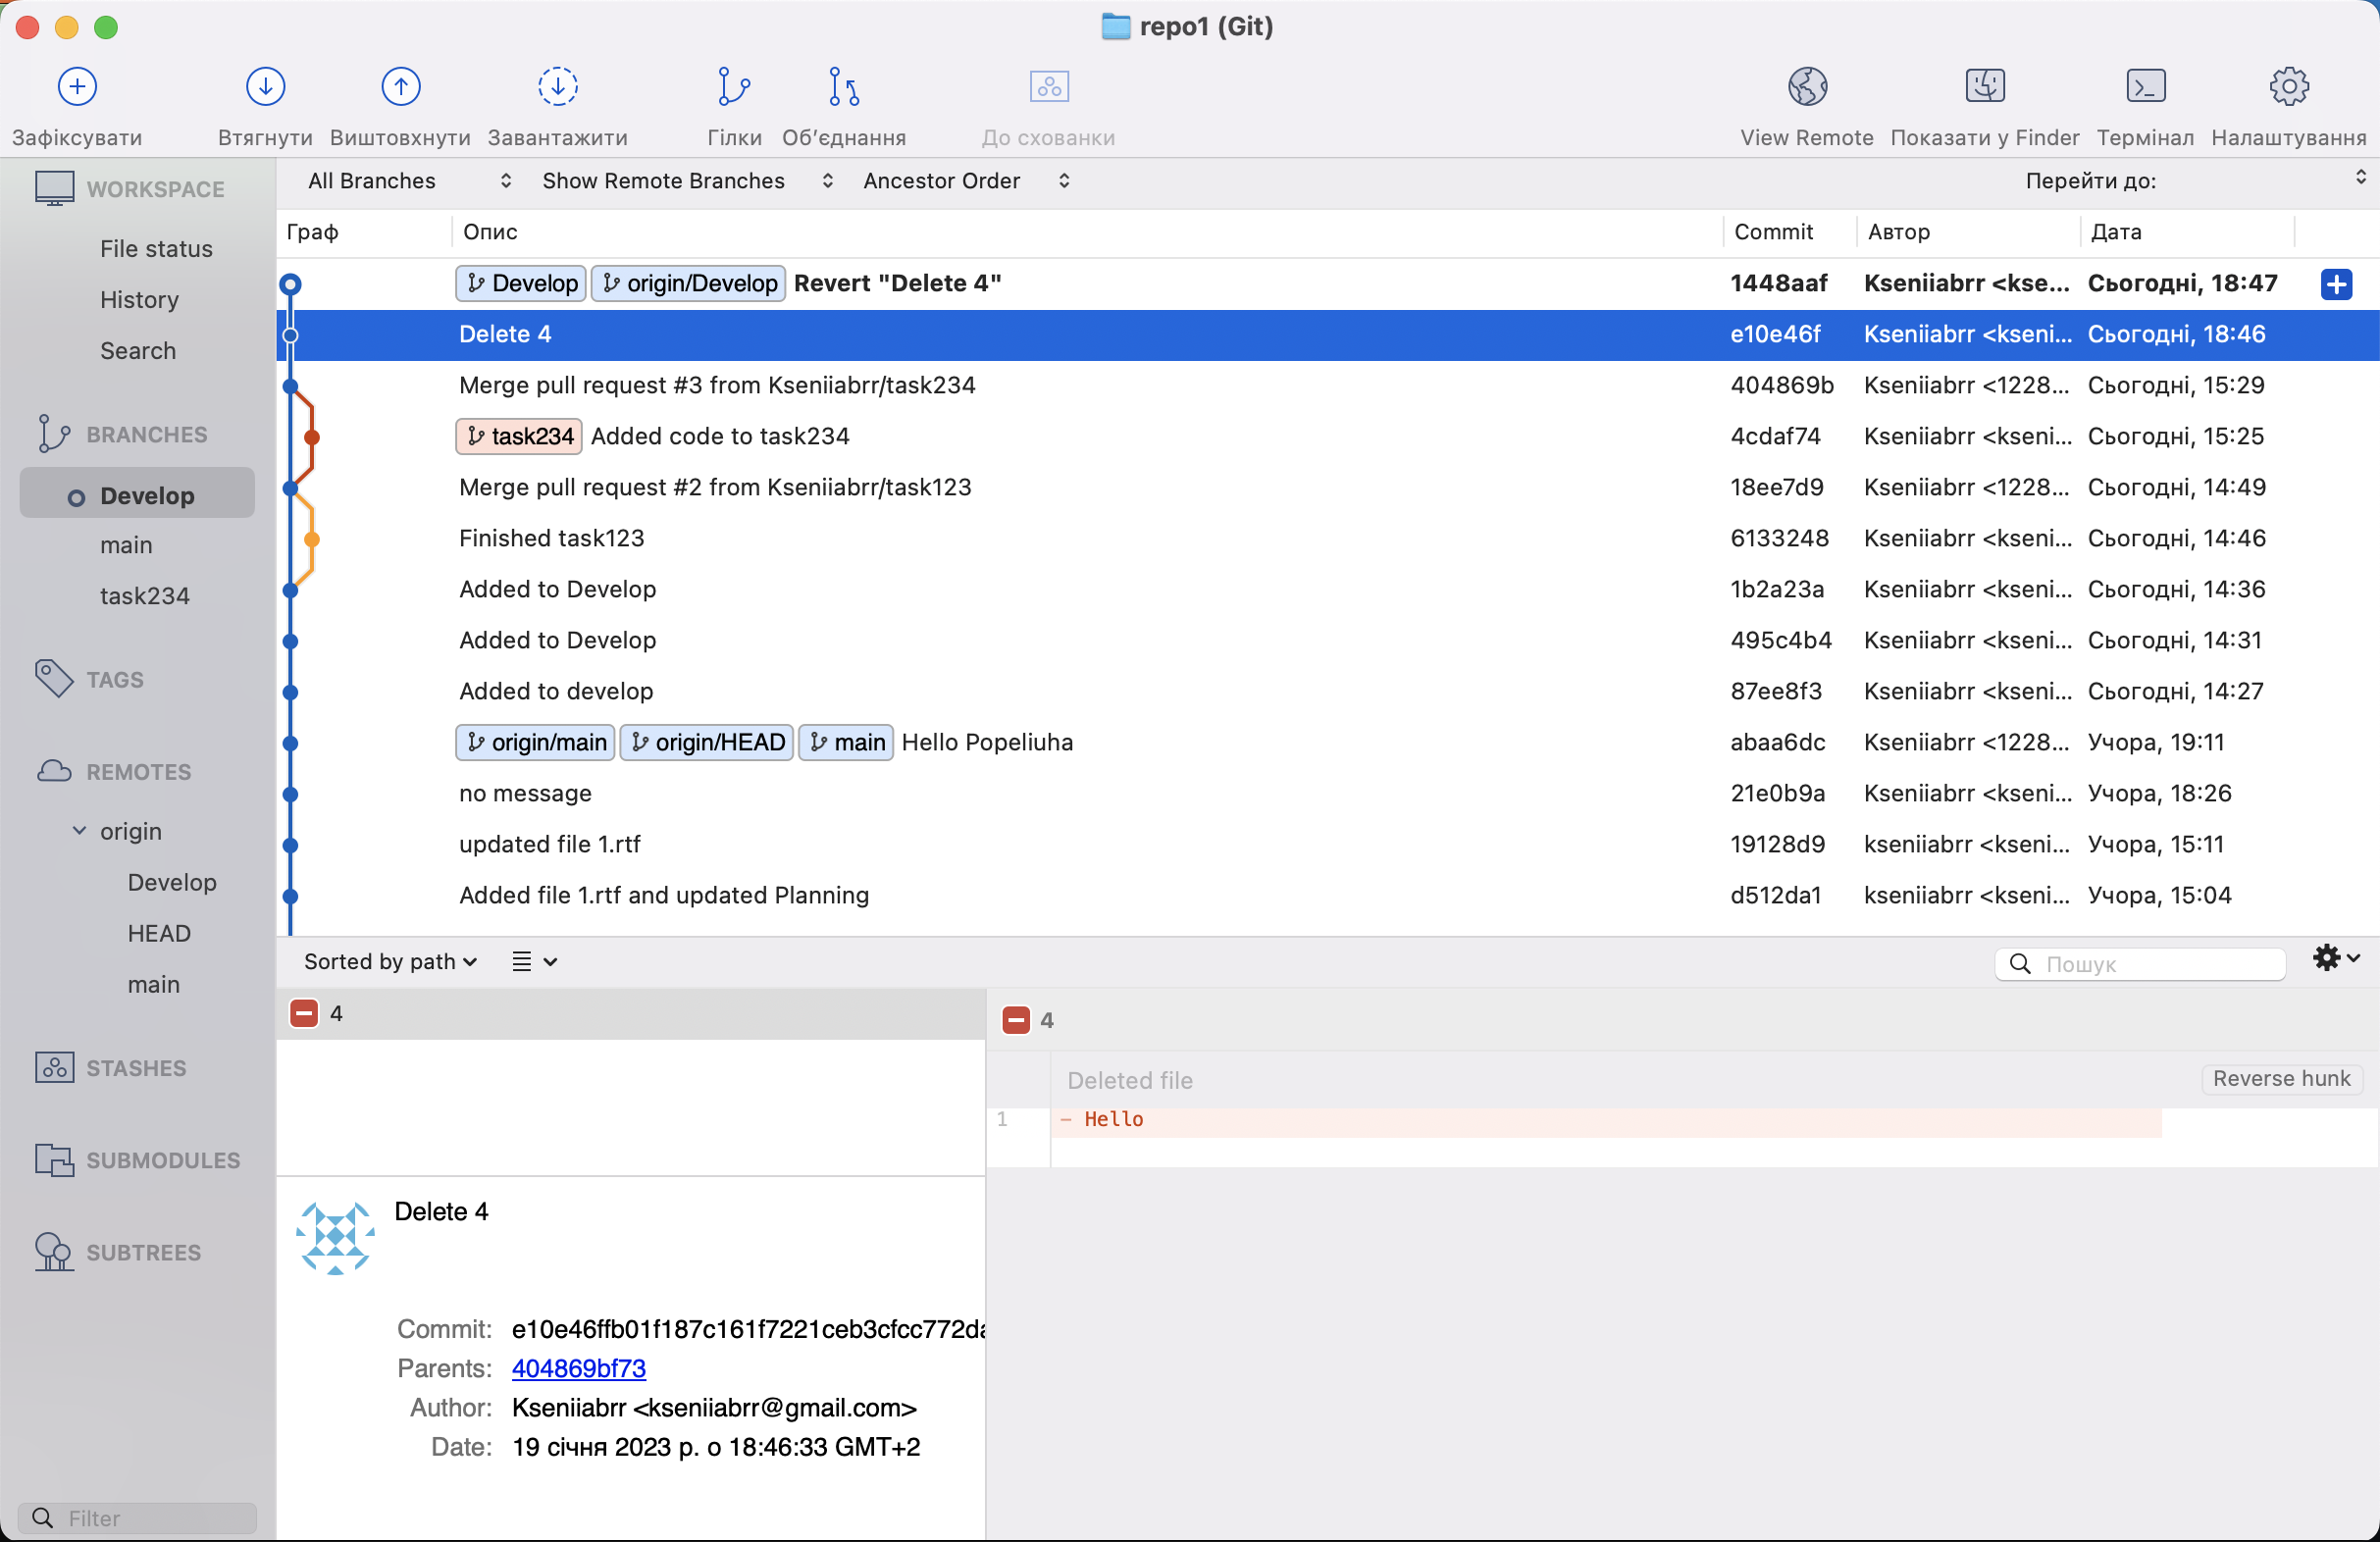 repo1 (Git)
Зафіксувати Втягнути Виштовхнути Завантажити Гілки Об’єднання До схованки View Remote Показати у Finder Термінал Налаштування
WORKSPACE
File status
History
Search
BRANCHES
Develop
main
task234
TAGS
REMOTES
origin
Develop
HEAD
main
STASHES
SUBMODULES
SUBTREES
Filter
All Branches Show Remote Branches Ancestor Order Перейти до:
Граф Опис Commit Автор Дата
Develop origin/Develop Revert "Delete 4" 1448aaf Kseniiabrr <kse... Сьогодні, 18:47
Delete 4 e10e46f Kseniiabrr <kseni... Сьогодні, 18:46
Merge pull request #3 from Kseniiabrr/task234 404869b Kseniiabrr <1228... Сьогодні, 15:29
task234 Added code to task234 4cdaf74 Kseniiabrr <kseni... Сьогодні, 15:25
Merge pull request #2 from Kseniiabrr/task123 18ee7d9 Kseniiabrr <1228... Сьогодні, 14:49
Finished task123 6133248 Kseniiabrr <kseni... Сьогодні, 14:46
Added to Develop 1b2a23a Kseniiabrr <kseni... Сьогодні, 14:36
Added to Develop 495c4b4 Kseniiabrr <kseni... Сьогодні, 14:31
Added to develop 87ee8f3 Kseniiabrr <kseni... Сьогодні, 14:27
origin/main origin/HEAD main Hello Popeliuha abaa6dc Kseniiabrr <1228... Учора, 19:11
no message 21e0b9a Kseniiabrr <kseni... Учора, 18:26
updated file 1.rtf 19128d9 kseniiabrr <kseni... Учора, 15:11
Added file 1.rtf and updated Planning d512da1 kseniiabrr <kseni... Учора, 15:04
Sorted by path Пошук
4
4
Deleted file Reverse hunk
1 - Hello
Delete 4
Commit: e10e46ffb01f187c161f7221ceb3cfcc772da
Parents: 404869bf73
Author: Kseniiabrr <kseniiabrr@gmail.com>
Date: 19 січня 2023 р. о 18:46:33 GMT+2